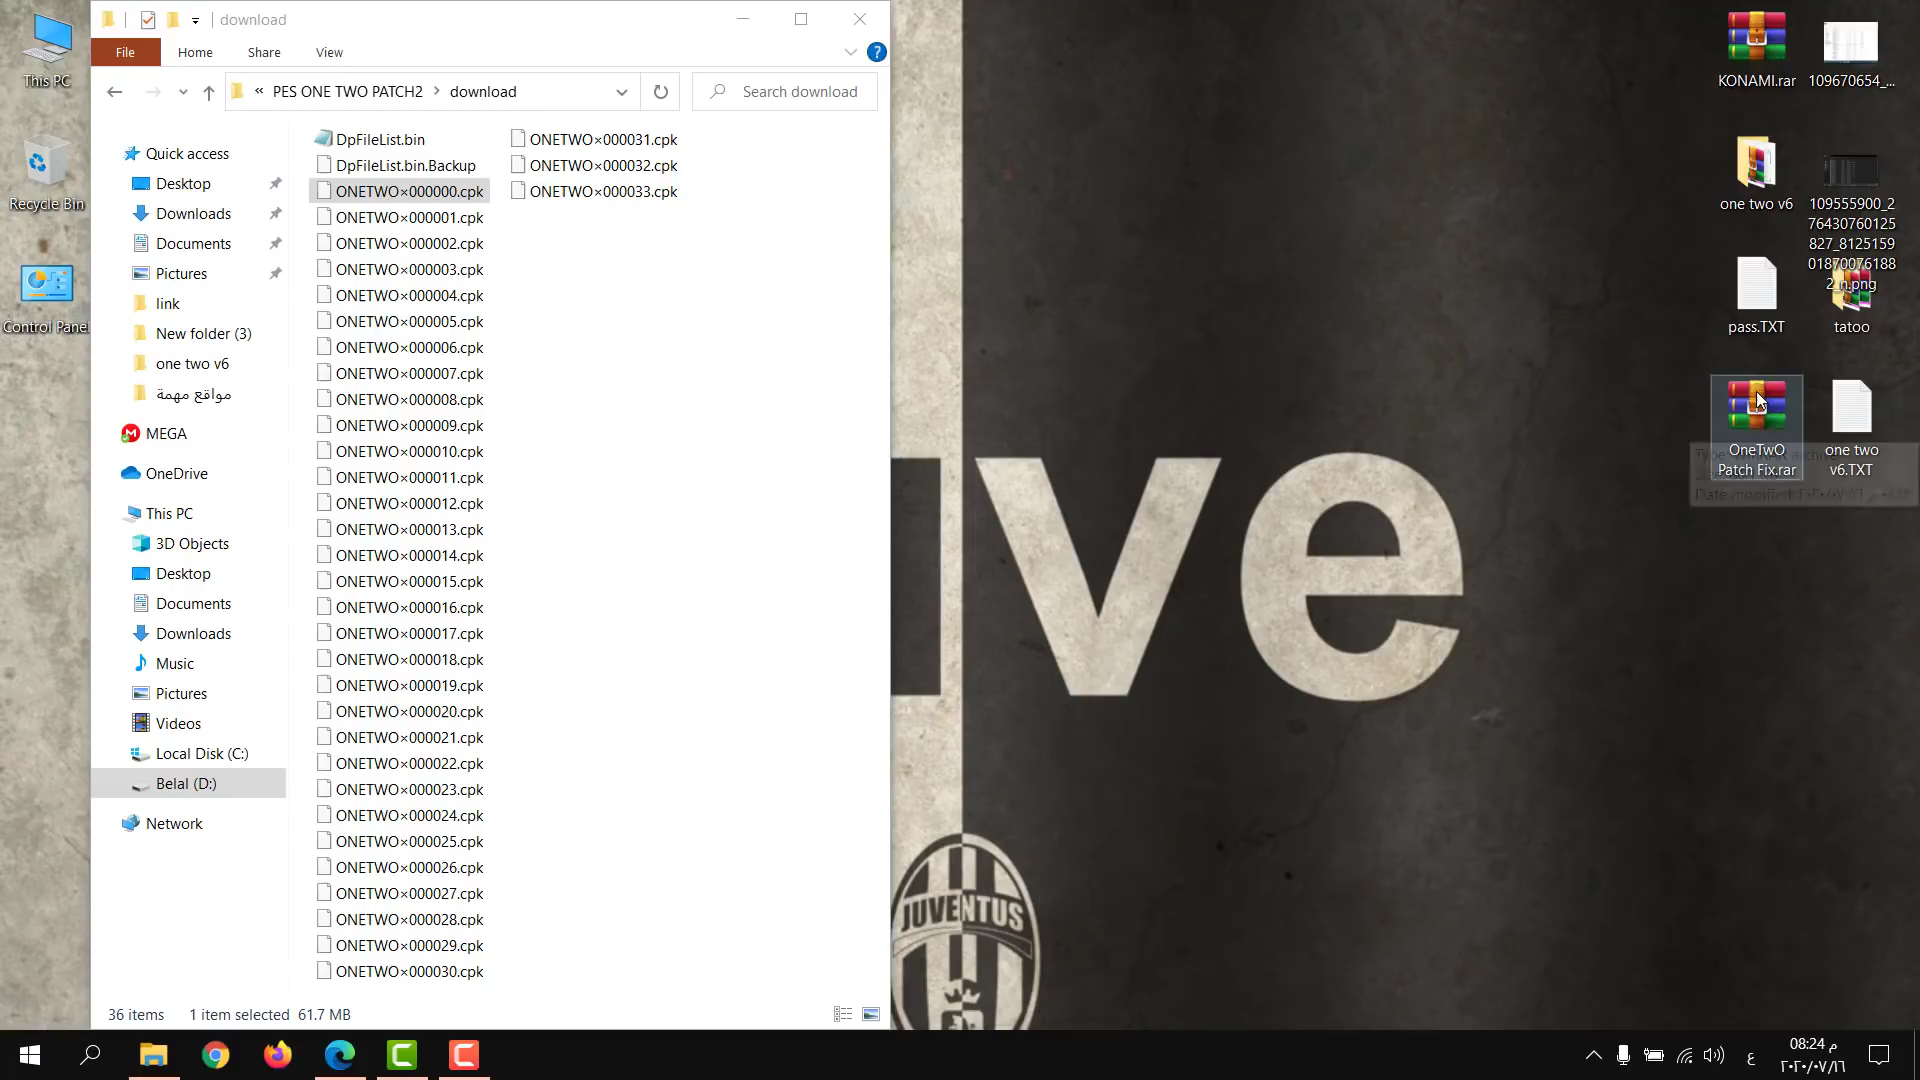 This PC
Recycle Bin
Control Panel
download
File
Home
Share
View
?
« PES ONE TWO PATCH2 > download
Search download
Quick access
Desktop
Downloads
Documents
Pictures
link
New folder (3)
one two v6
مواقع مهمة
MEGA
OneDrive
This PC
3D Objects
Desktop
Documents
Downloads
Music
Pictures
Videos
Local Disk (C:)
Belal (D:)
Network
DpFileList.bin
DpFileList.bin.Backup
ONETWO×000000.cpk
ONETWO×000001.cpk
ONETWO×000002.cpk
ONETWO×000003.cpk
ONETWO×000004.cpk
ONETWO×000005.cpk
ONETWO×000006.cpk
ONETWO×000007.cpk
ONETWO×000008.cpk
ONETWO×000009.cpk
ONETWO×000010.cpk
ONETWO×000011.cpk
ONETWO×000012.cpk
ONETWO×000013.cpk
ONETWO×000014.cpk
ONETWO×000015.cpk
ONETWO×000016.cpk
ONETWO×000017.cpk
ONETWO×000018.cpk
ONETWO×000019.cpk
ONETWO×000020.cpk
ONETWO×000021.cpk
ONETWO×000022.cpk
ONETWO×000023.cpk
ONETWO×000024.cpk
ONETWO×000025.cpk
ONETWO×000026.cpk
ONETWO×000027.cpk
ONETWO×000028.cpk
ONETWO×000029.cpk
ONETWO×000030.cpk
ONETWO×000031.cpk
ONETWO×000032.cpk
ONETWO×000033.cpk
36 items
1 item selected 61.7 MB
ve
JUVENTUS
KONAMI.rar
109670654_...
one two v6
109555900_2
76430760125
827_8125159
01870076188
2_n.png
pass.TXT
tatoo
OneTwO
Patch Fix.rar
one two
v6.TXT
ع
08:24 م
٢٠٢٠/٠٧/١٦